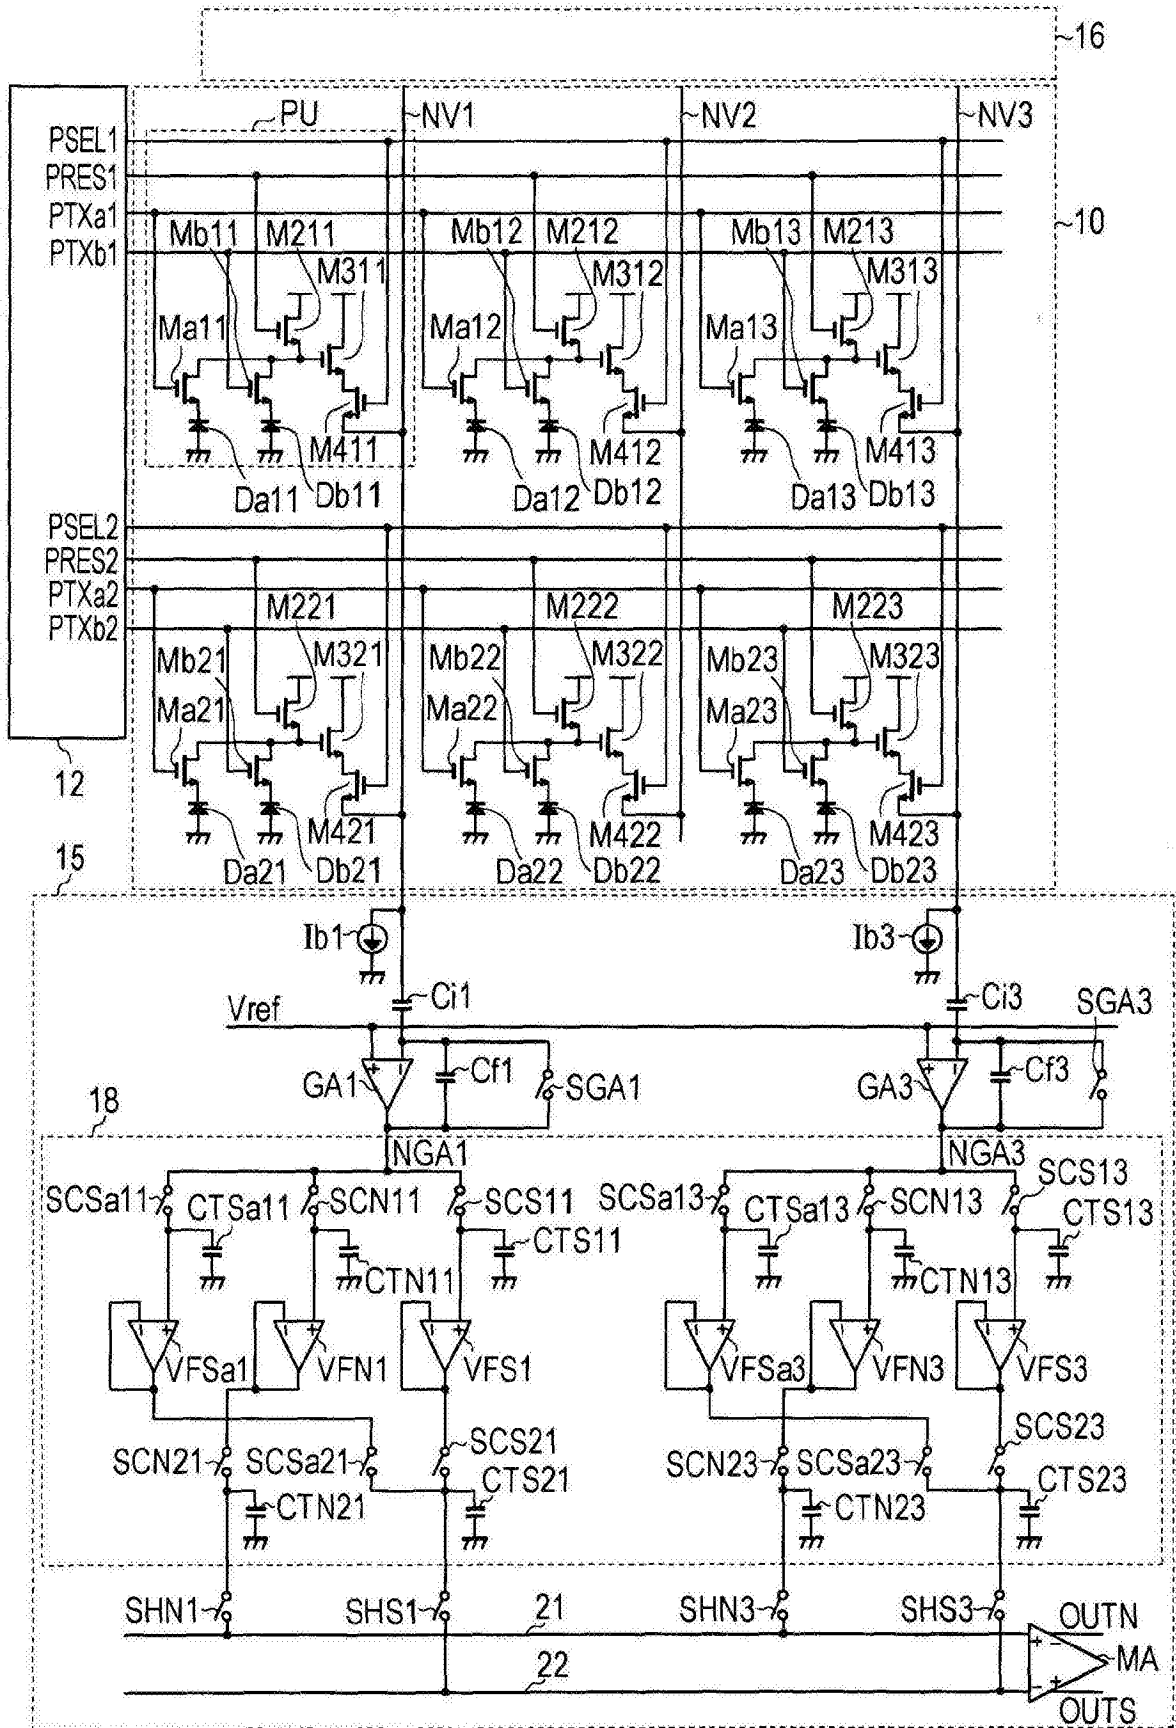 16
PU
NV1
NV2
NV3
PSEL1
PRES1
PTXa1
PTXb1
10
Mb11
M211
M311
Mb12
M212
M312
Mb13
M213
M313
Ma11
Ma12
Ma13
M411
M412
M413
Da11
Db11
Da12
Db12
Da13
Db13
PSEL2
PRES2
PTXa2
PTXb2
M221
M222
M223
Mb21
M321
Mb22
M322
Mb23
M323
Ma21
Ma22
Ma23
12
M421
M422
M423
15
Da21
Db21
Da22
Db22
Da23
Db23
Ib1
Ib3
Ci1
Ci3
SGA3
Vref
+ -
+ -
GA1
Cf1
SGA1
GA3
Cf3
18
NGA1
NGA3
SCSa11
CTSa11
SCN11
SCS11
SCSa13
CTSa13
SCN13
SCS13
CTS11
CTS13
CTN11
CTN13
- +
- +
- +
- +
- +
- +
VFSa1
VFN1
VFS1
VFSa3
VFN3
VFS3
SCN21
SCSa21
SCS21
SCN23
SCSa23
SCS23
CTN21
CTS21
CTN23
CTS23
SHN1
SHS1
21
SHN3
SHS3
OUTN
+ -
MA
22
- +
OUTS